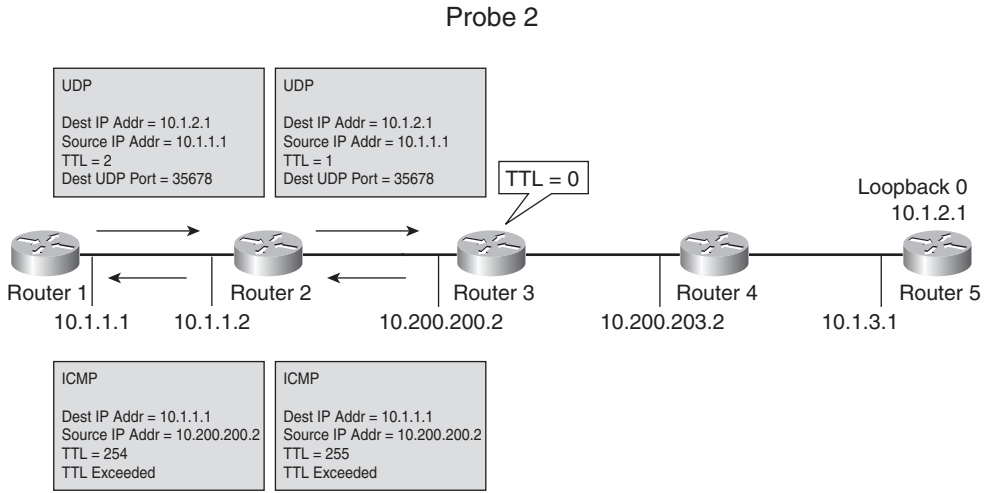 Probe 2
UDP
Dest IP Addr = 10.1.2.1
Source IP Addr = 10.1.1.1
TTL = 2
Dest UDP Port = 35678
UDP
Dest IP Addr = 10.1.2.1
Source IP Addr = 10.1.1.1
TTL = 1
Dest UDP Port = 35678
TTL = 0
Loopback 0
10.1.2.1
Router 1
Router 2
Router 3
Router 4
Router 5
10.1.1.1
10.1.1.2
10.200.200.2
10.200.203.2
10.1.3.1
ICMP
Dest IP Addr = 10.1.1.1
Source IP Addr = 10.200.200.2
TTL = 254
TTL Exceeded
ICMP
Dest IP Addr = 10.1.1.1
Source IP Addr = 10.200.200.2
TTL = 255
TTL Exceeded